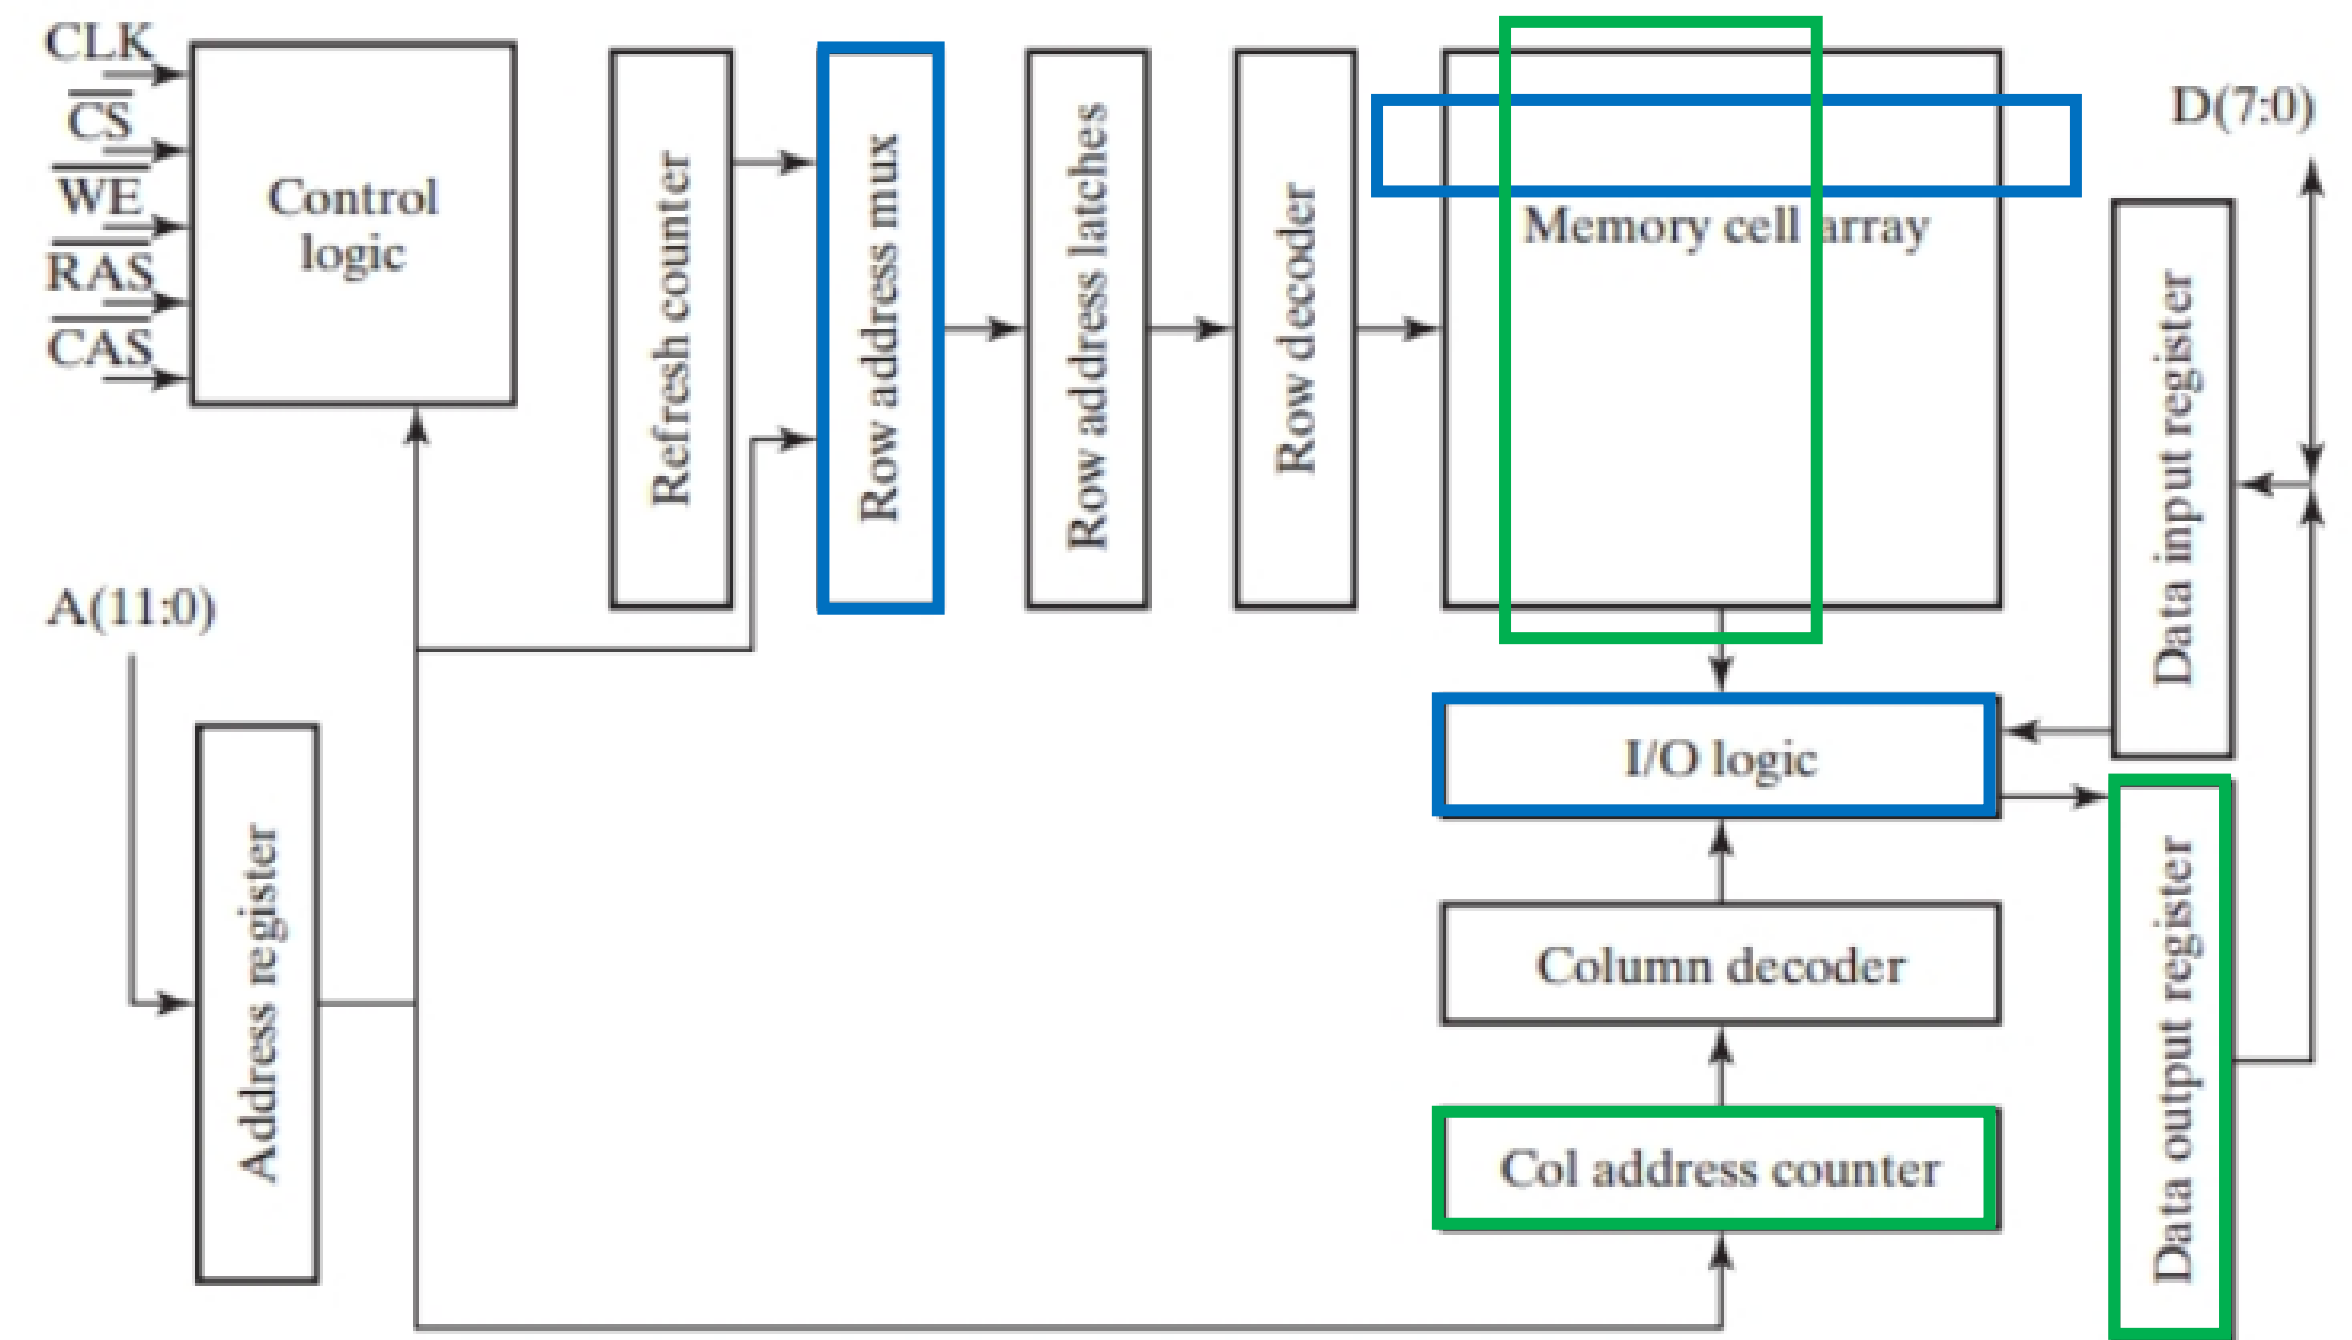 CLK
CS
WE
RAS
CAS
Control
logic
Refresh counter
Row address mux
Row address latches
Row decoder
Memory cell array
D(7:0)
Data input register
A(11:0)
Address register
I/O logic
Column decoder
Col address counter
Data output register